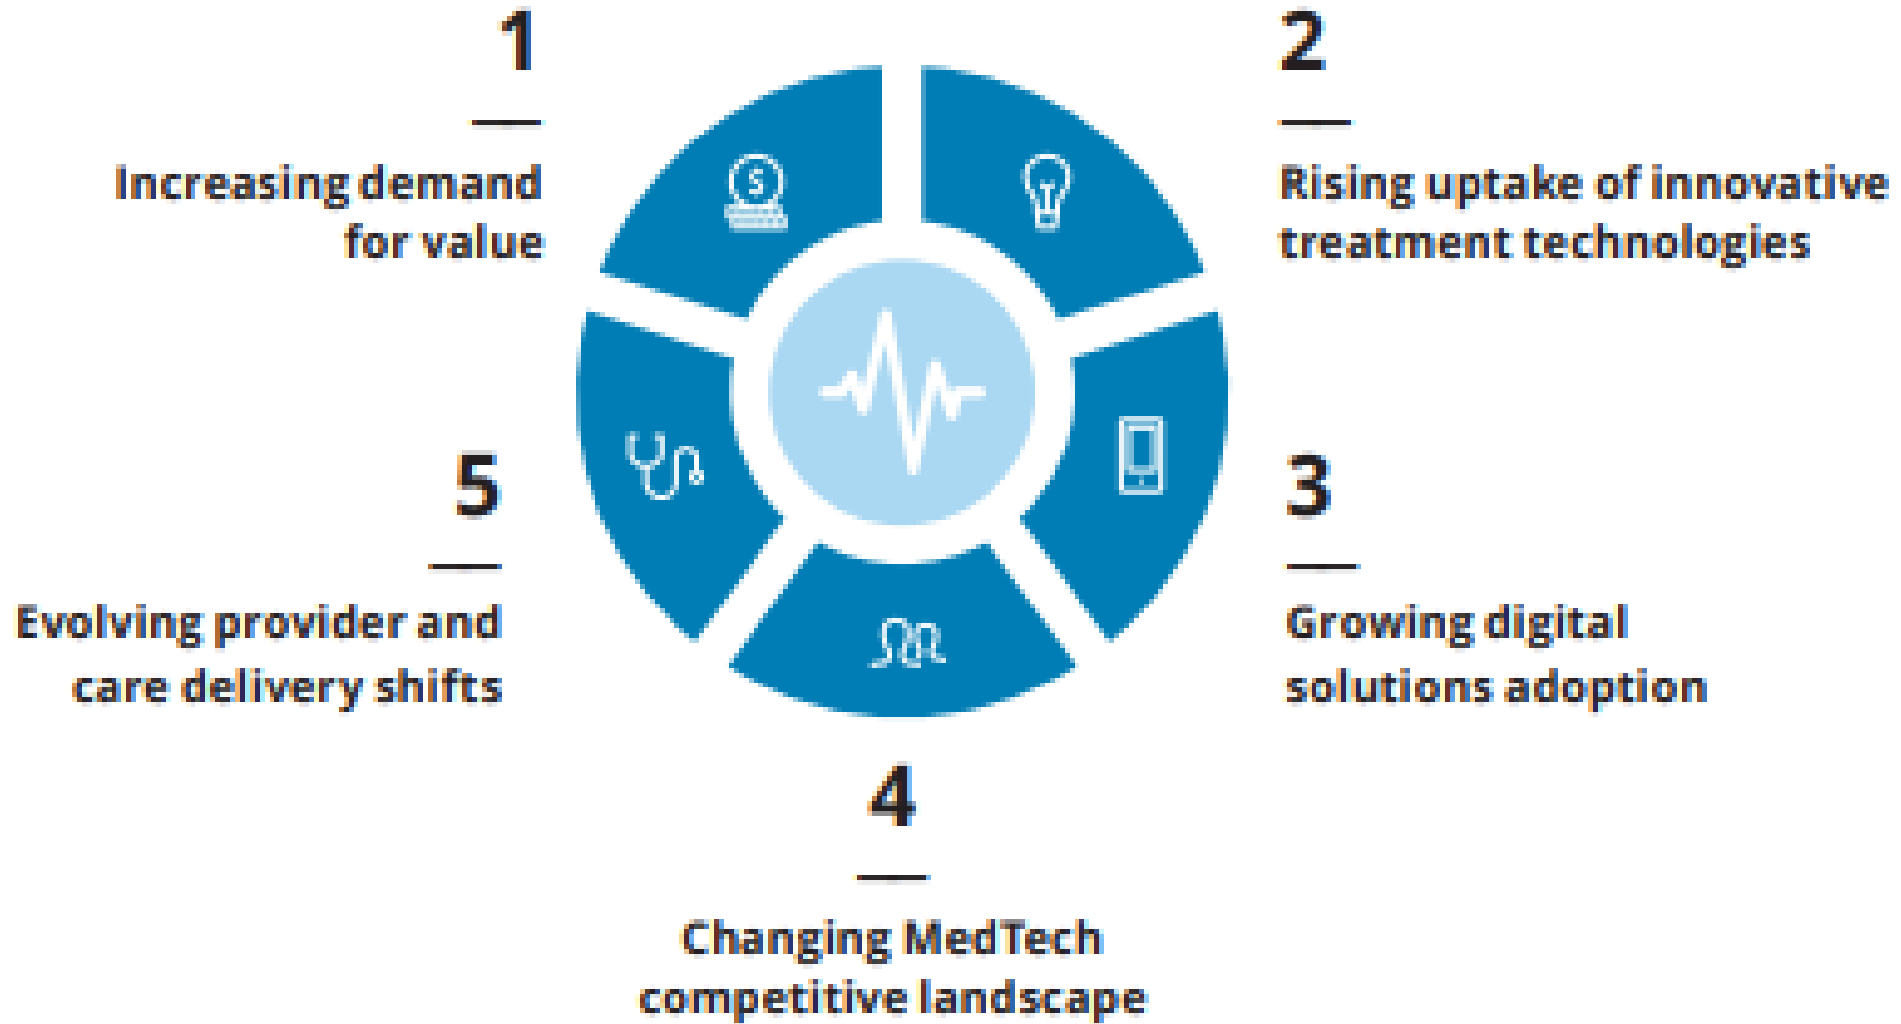 1
Increasing demand
for value
2
Rising uptake of innovative
treatment technologies
3
Growing digital
solutions adoption
4
Changing MedTech
competitive landscape
5
Evolving provider and
care delivery shifts
$